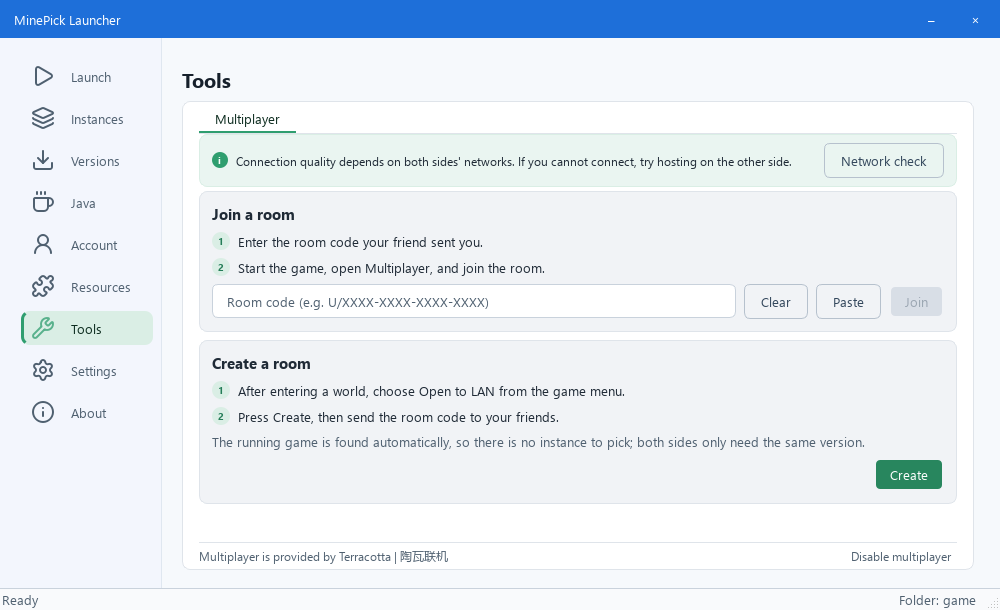 MinePick Launcher
Launch
Instances
Versions
Java
Account
Resources
Tools
Settings
About
Tools
Multiplayer
Connection quality depends on both sides' networks. If you cannot connect, try hosting on the other side.
Network check
Join a room
1 Enter the room code your friend sent you.
2 Start the game, open Multiplayer, and join the room.
Room code (e.g. U/XXXX-XXXX-XXXX-XXXX)
Clear
Paste
Join
Create a room
1 After entering a world, choose Open to LAN from the game menu.
2 Press Create, then send the room code to your friends.
The running game is found automatically, so there is no instance to pick; both sides only need the same version.
Create
Multiplayer is provided by Terracotta | 陶瓦联机
Disable multiplayer
Ready
Folder: game